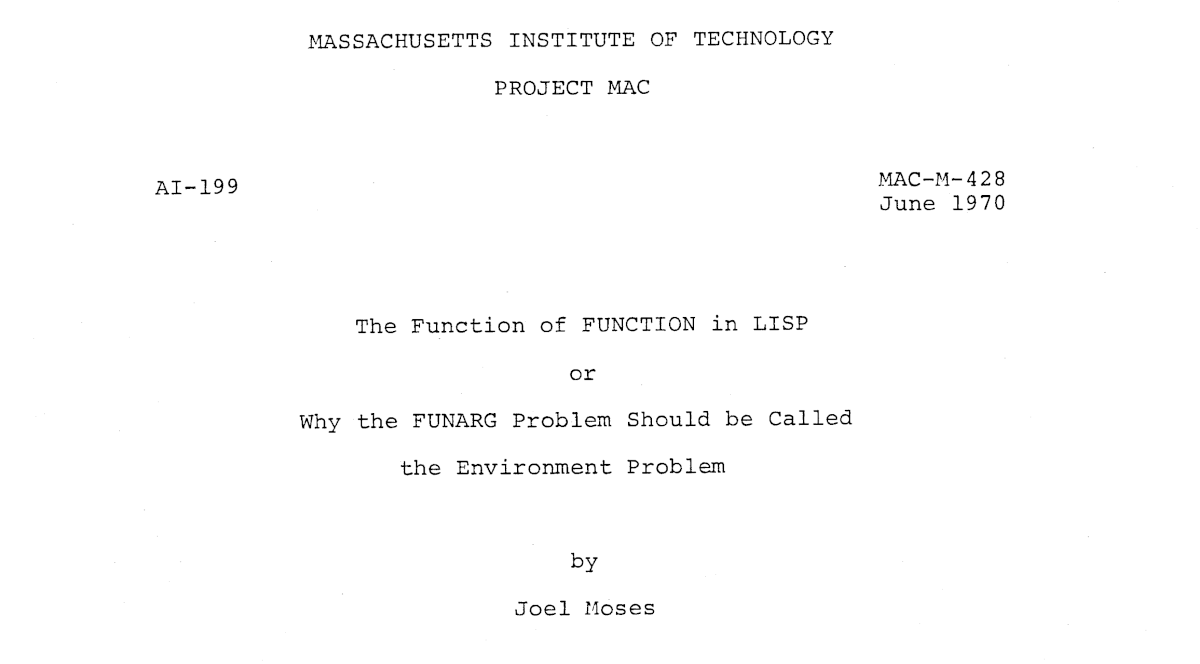 MASSACHUSETTS INSTITUTE OF TECHNOLOGY
PROJECT MAC
AI-199
MAC-M-428
June 1970
The Function of FUNCTION in LISP
or
Why the FUNARG Problem Should be Called
the Environment Problem
by
Joel Moses